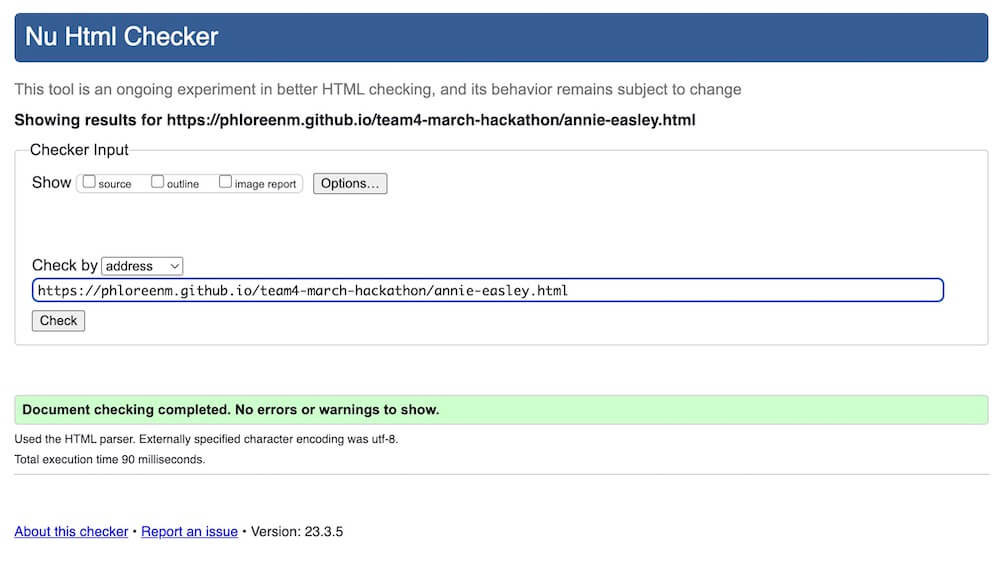 Nu Html Checker
This tool is an ongoing experiment in better HTML checking, and its behavior remains subject to change
Showing results for https://phloreenm.github.io/team4-march-hackathon/annie-easley.html
Checker Input
Show source outline image report Options...
Check by address
https://phloreenm.github.io/team4-march-hackathon/annie-easley.html
Check
Document checking completed. No errors or warnings to show.
Used the HTML parser. Externally specified character encoding was utf-8.
Total execution time 90 milliseconds.
About this checker • Report an issue • Version: 23.3.5